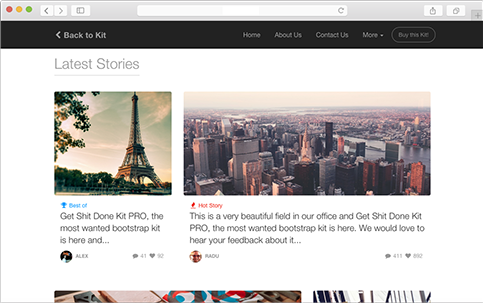 Back to Kit
Home
About Us
Contact Us
More
Buy this Kit!
Latest Stories
Best of
Get Shit Done Kit PRO, the
most wanted bootstrap kit
is here and...
ALEX
41
92
Hot Story
This is a very beautiful field in our office and Get Shit Done Kit
PRO, the most wanted bootstrap kit is here. We would love to
hear your feedback about it...
RADU
411
892